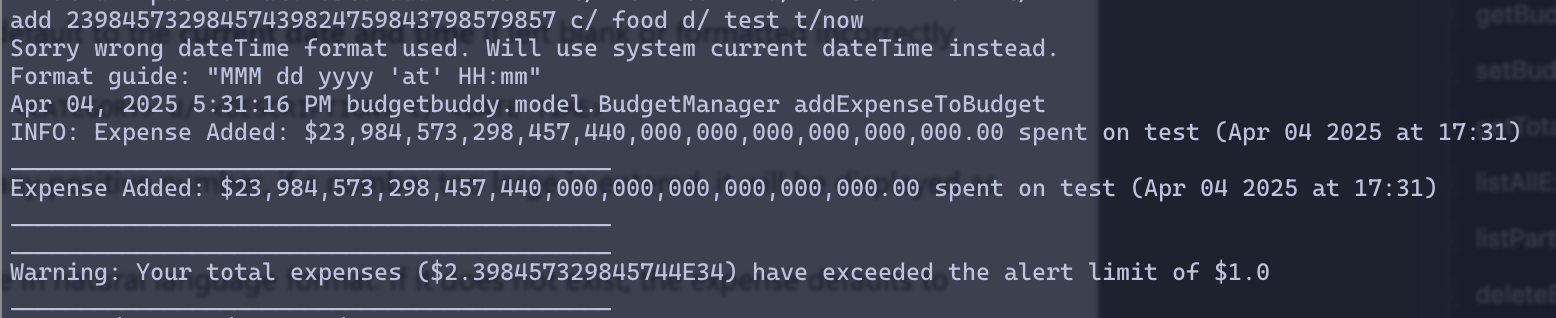 add 23984573298457439824759843798579857 c/ food d/ test t/now
Sorry wrong dateTime format used. Will use system current dateTime instead.
Format guide: "MMM dd yyyy 'at' HH:mm"
Apr 04, 2025 5:31:16 PM budgetbuddy.model.BudgetManager addExpenseToBudget
INFO: Expense Added: $23,984,573,298,457,440,000,000,000,000,000,000.00 spent on test (Apr 04 2025 at 17:31)
Expense Added: $23,984,573,298,457,440,000,000,000,000,000,000.00 spent on test (Apr 04 2025 at 17:31)
Warning: Your total expenses ($2.398457329845744E34) have exceeded the alert limit of $1.0